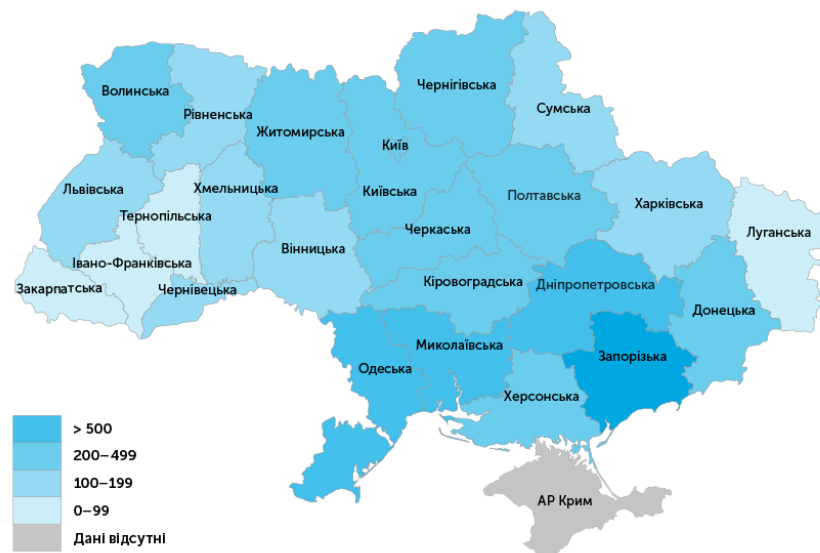 Волинська
Рівненська
Житомирська
Київ
Чернігівська
Сумська
Львівська
Хмельницька
Тернопільська
Київська
Черкаська
Полтавська
Харківська
Луганська
Вінницька
Івано-Франківська
Закарпатська
Чернівецька
Кіровоградська
Дніпропетровська
Донецька
Одеська
Миколаївська
Запорізька
Херсонська
АР Крим
> 500
200–499
100–199
0–99
Дані відсутні